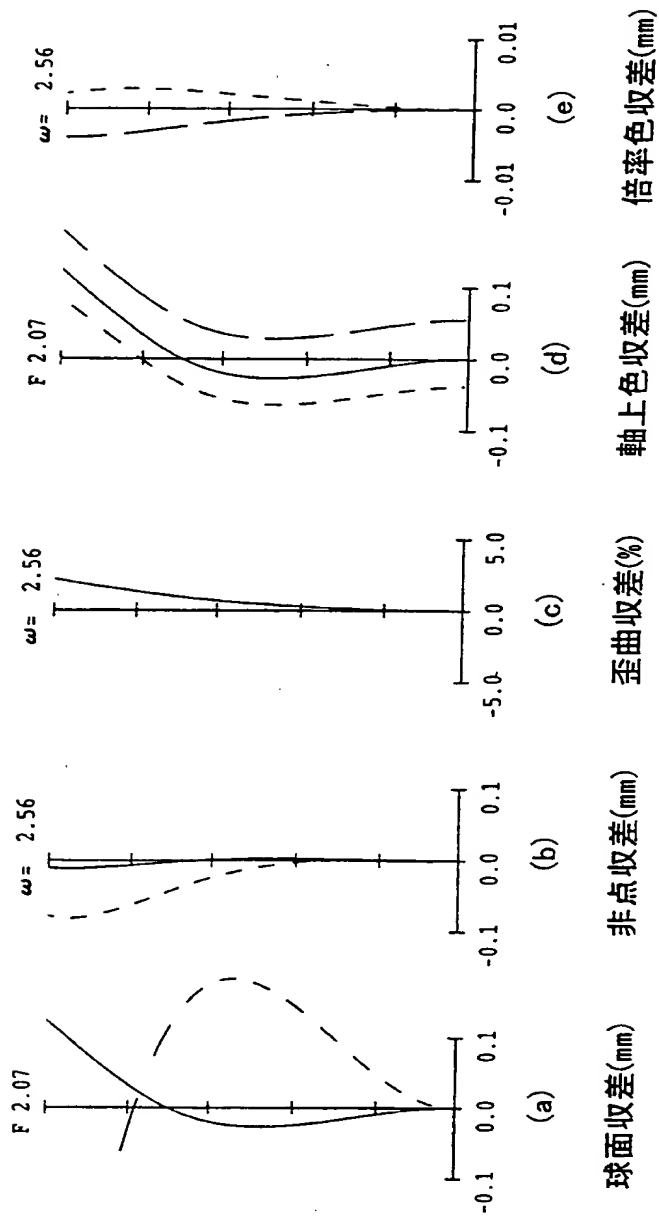 F 2.07
-0.1 0.0 0.1
(a)
球面収差(mm)
ω= 2.56
-0.1 0.0 0.1
(b)
非点収差(mm)
ω= 2.56
-5.0 0.0 5.0
(c)
歪曲収差(%)
F 2.07
-0.1 0.0 0.1
(d)
軸上色収差(mm)
ω= 2.56
-0.01 0.0 0.01
(e)
倍率色収差(mm)